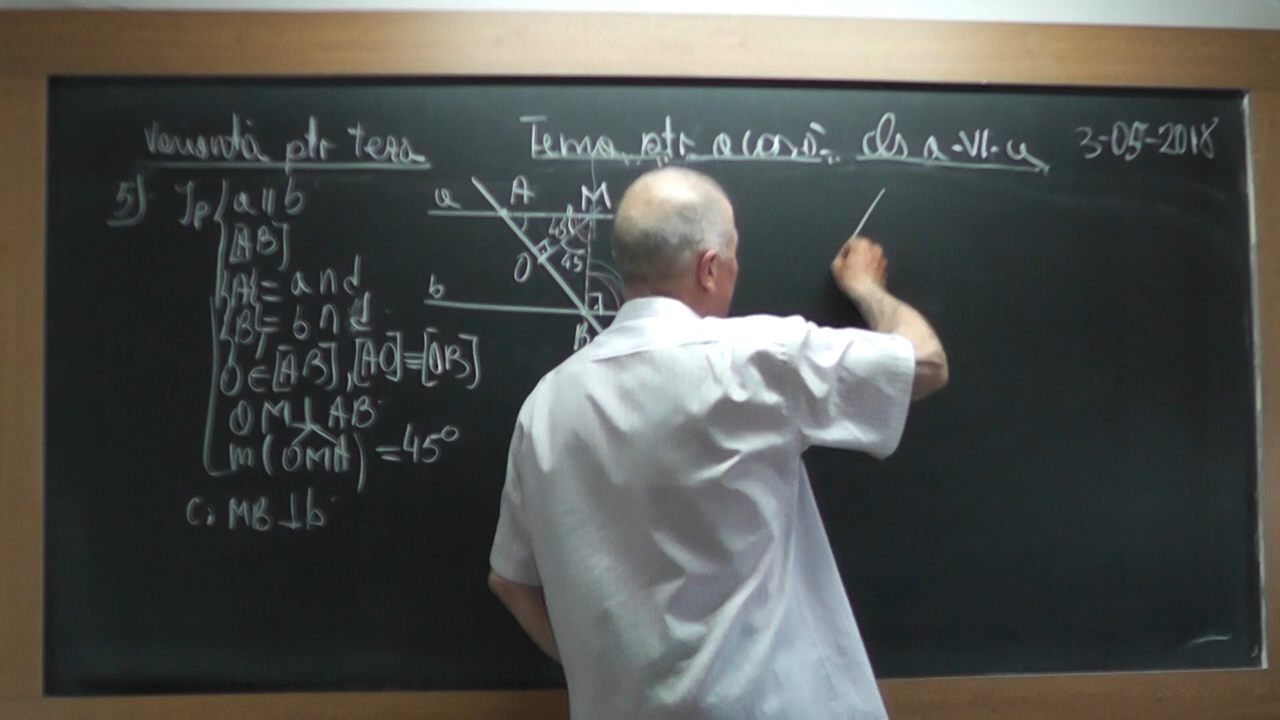 Variantă ptr teza
Tema ptr acasă cls a-VI-a 3-05-2018
5) Ip { a ∥ b
[AB]
{A} = a ∩ d
{B} = b ∩ d
O ∈ [AB], [AO] ≡ [OB]
OM ⊥ AB
m(OMA) = 45°
C: MB ⊥ b
a A M
45
O 45
b
B